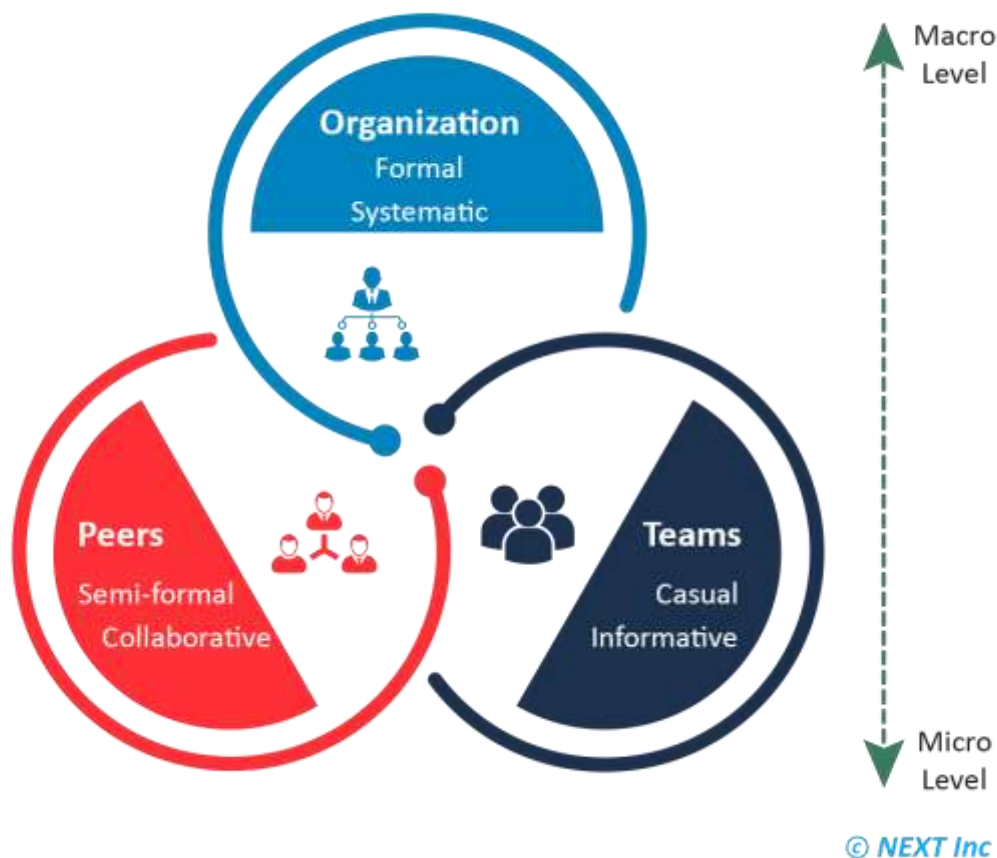 Organization
Formal
Systematic
Peers
Semi-formal
Collaborative
Teams
Casual
Informative
Macro
Level
Micro
Level
© NEXT Inc